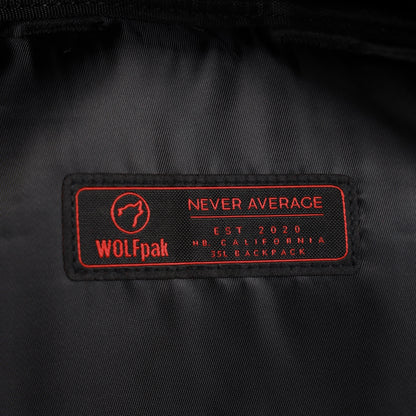 WOLFpak
NEVER AVERAGE
EST 2020
HB CALIFORNIA
35L BACKPACK